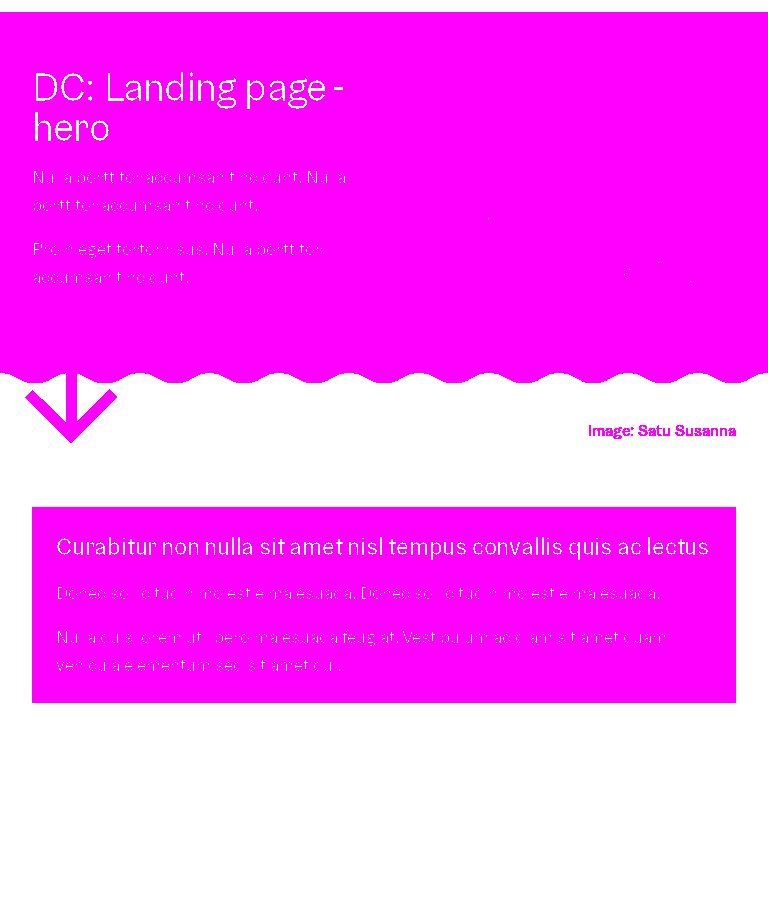 DC: Landing page -
hero
Nulla porttitor accumsan tincidunt. Nulla
porttitor accumsan tincidunt.
Proin eget tortor risus. Nulla porttitor
accumsan tincidunt.
Image: Satu Susanna
Curabitur non nulla sit amet nisl tempus convallis quis ac lectus
Donec sollicitudin molestie malesuada. Donec sollicitudin molestie malesuada.
Nulla quis lorem ut libero malesuada feugiat. Vestibulum ac diam sit amet quam
vehicula elementum sed sit amet dui.